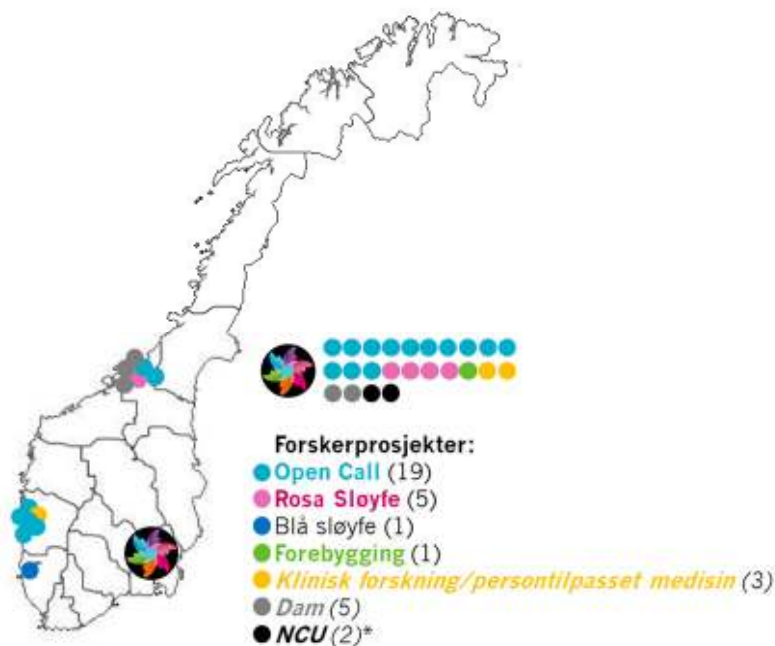 Forskerprosjekter:
Open Call (19)
Rosa Sløyfe (5)
Blå sløyfe (1)
Forebygging (1)
Klinisk forskning/persontilpasset medisin (3)
Dam (5)
NCU (2)*